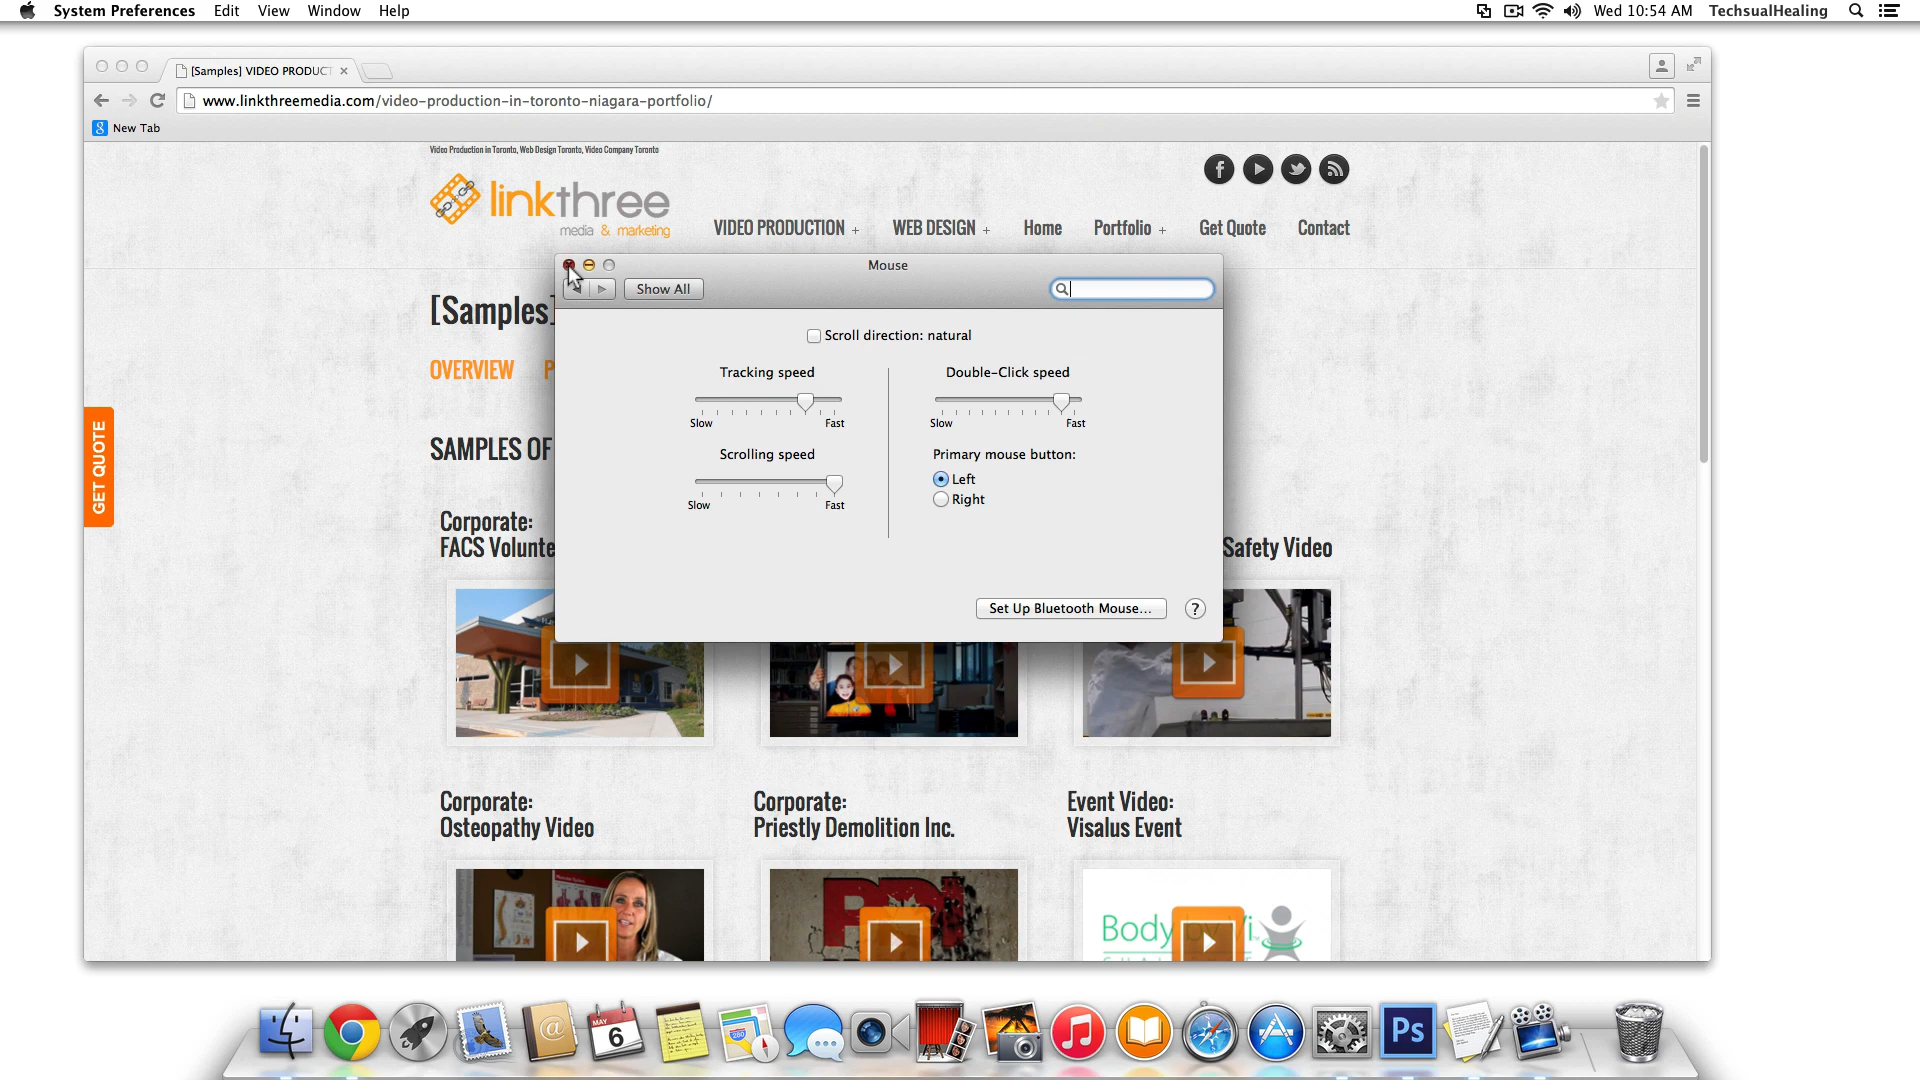 System Preferences Edit View Window Help
Wed 10:54 AM TechsualHealing
[Samples] VIDEO PRODUCT
www.linkthreemedia.com/video-production-in-toronto-niagara-portfolio/
New Tab
Video Production in Toronto, Web Design Toronto, Video Company Toronto
linkthree
media & marketing
VIDEO PRODUCTION + WEB DESIGN + Home Portfolio + Get Quote Contact
Mouse
Show All
[Samples]
Scroll direction: natural
OVERVIEW P
Tracking speed
Slow Fast
Double-Click speed
Slow Fast
GET QUOTE
SAMPLES OF
Scrolling speed
Slow Fast
Primary mouse button:
Left
Right
Corporate:
FACS Volunte
Safety Video
Set Up Bluetooth Mouse... ?
Corporate:
Osteopathy Video
Corporate:
Priestly Demolition Inc.
Event Video:
Visalus Event
PDI
Body by Vi
MAY
6
280
Ps